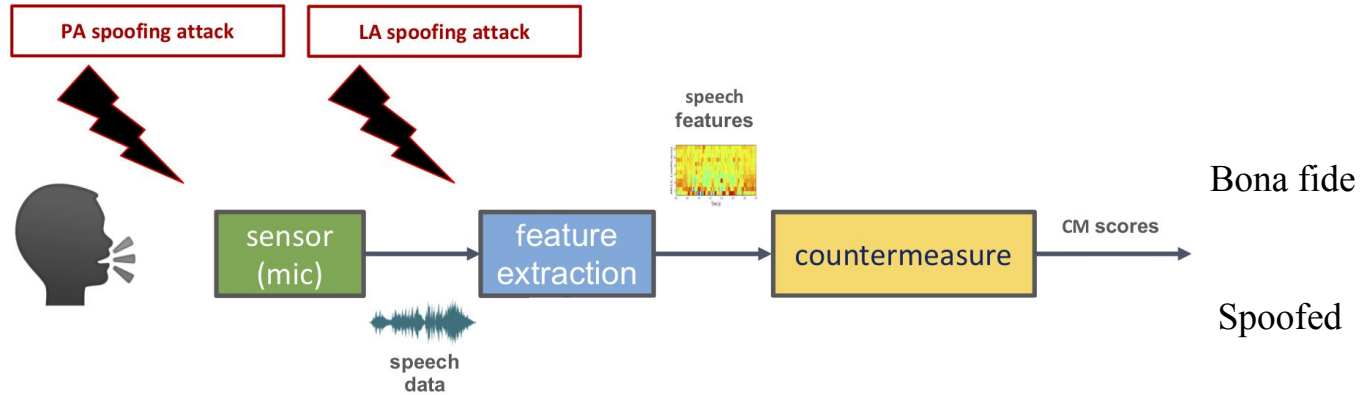 PA spoofing attack
LA spoofing attack
speech
features
Bona fide
sensor
(mic)
feature
extraction
countermeasure
CM scores
speech
data
Spoofed